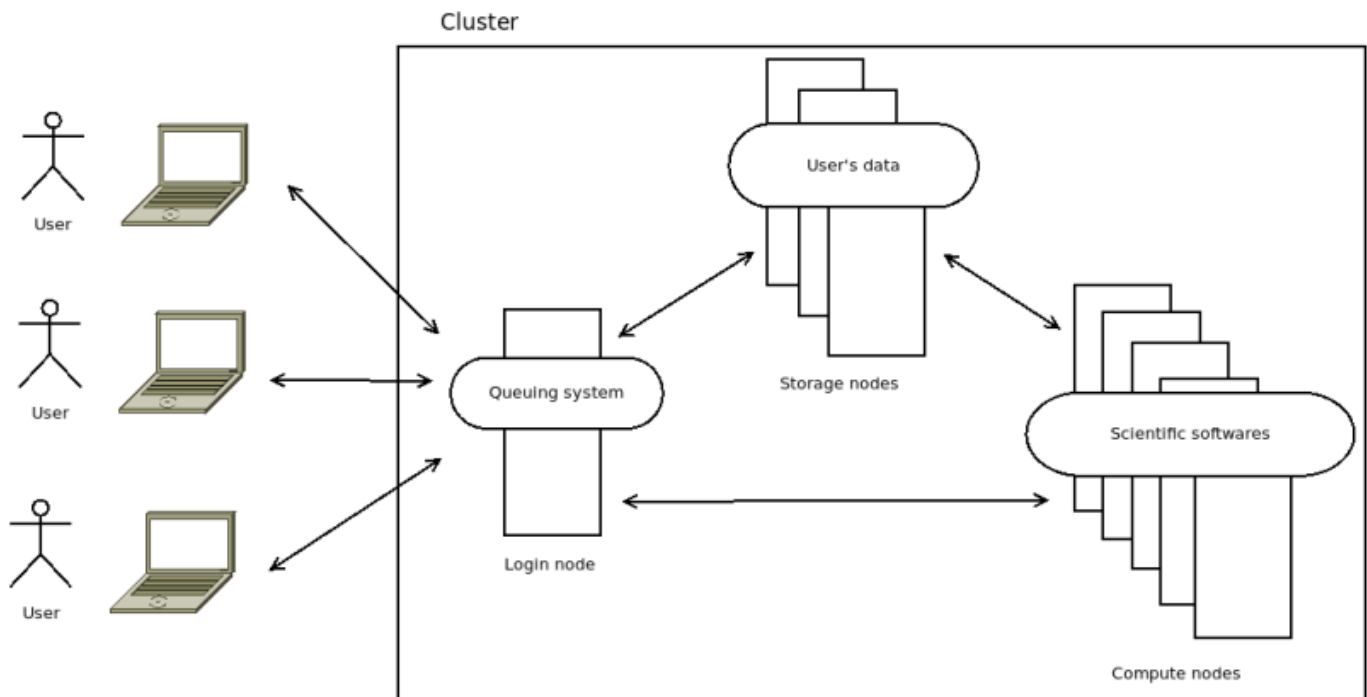 Cluster
User
User
User
Queuing system
Login node
User's data
Storage nodes
Scientific softwares
Compute nodes